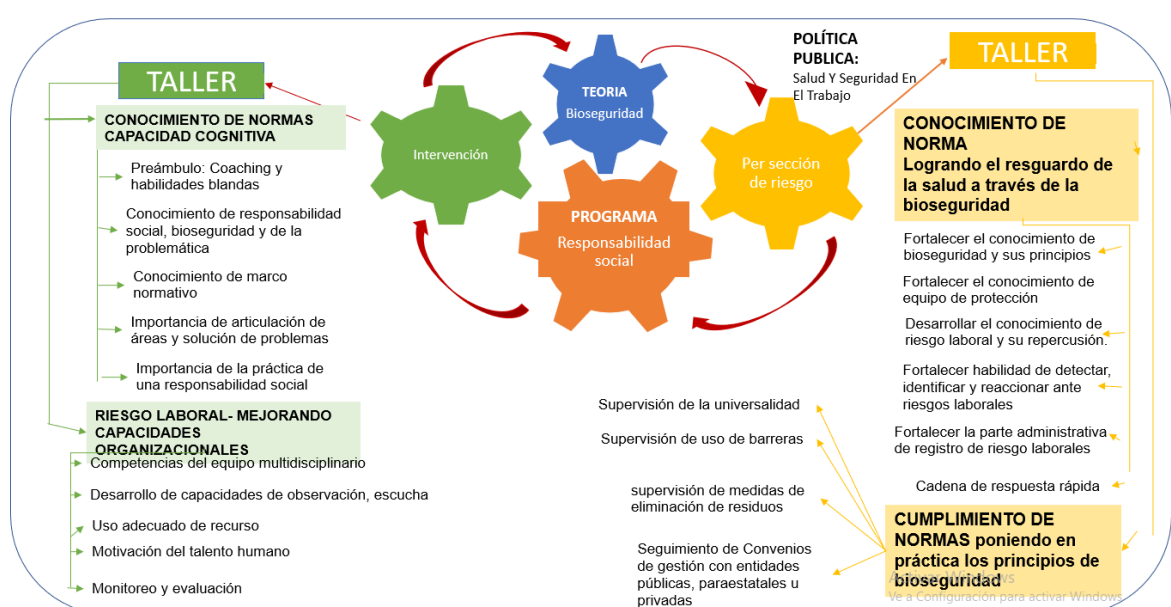 TALLER
CONOCIMIENTO DE NORMAS
CAPACIDAD COGNITIVA
Preámbulo: Coaching y
habilidades blandas
Conocimiento de responsabilidad
social, bioseguridad y de la
problemática
Conocimiento de marco
normativo
Importancia de articulación de
áreas y solución de problemas
Importancia de la práctica de
una responsabilidad social
RIESGO LABORAL- MEJORANDO
CAPACIDADES
ORGANIZACIONALES
Competencias del equipo multidisciplinario
Desarrollo de capacidades de observación, escucha
Uso adecuado de recurso
Motivación del talento humano
Monitoreo y evaluación
Intervención
TEORIA
Bioseguridad
PROGRAMA
Responsabilidad
social
Per sección
de riesgo
POLÍTICA
PUBLICA:
Salud Y Seguridad En
El Trabajo
TALLER
CONOCIMIENTO DE
NORMA
Logrando el resguardo de
la salud a través de la
bioseguridad
Fortalecer el conocimiento de
bioseguridad y sus principios
Fortalecer el conocimiento de
equipo de protección
Desarrollar el conocimiento de
riesgo laboral y su repercusión.
Fortalecer habilidad de detectar,
identificar y reaccionar ante
riesgos laborales
Fortalecer la parte administrativa
de registro de riesgo laborales
Cadena de respuesta rápida
CUMPLIMIENTO DE
NORMAS poniendo en
práctica los principios de
bioseguridad
Supervisión de la universalidad
Supervisión de uso de barreras
supervisión de medidas de
eliminación de residuos
Seguimiento de Convenios
de gestión con entidades
públicas, paraestatales u
privadas
Activar Windows
Ve a Configuración para activar Windows